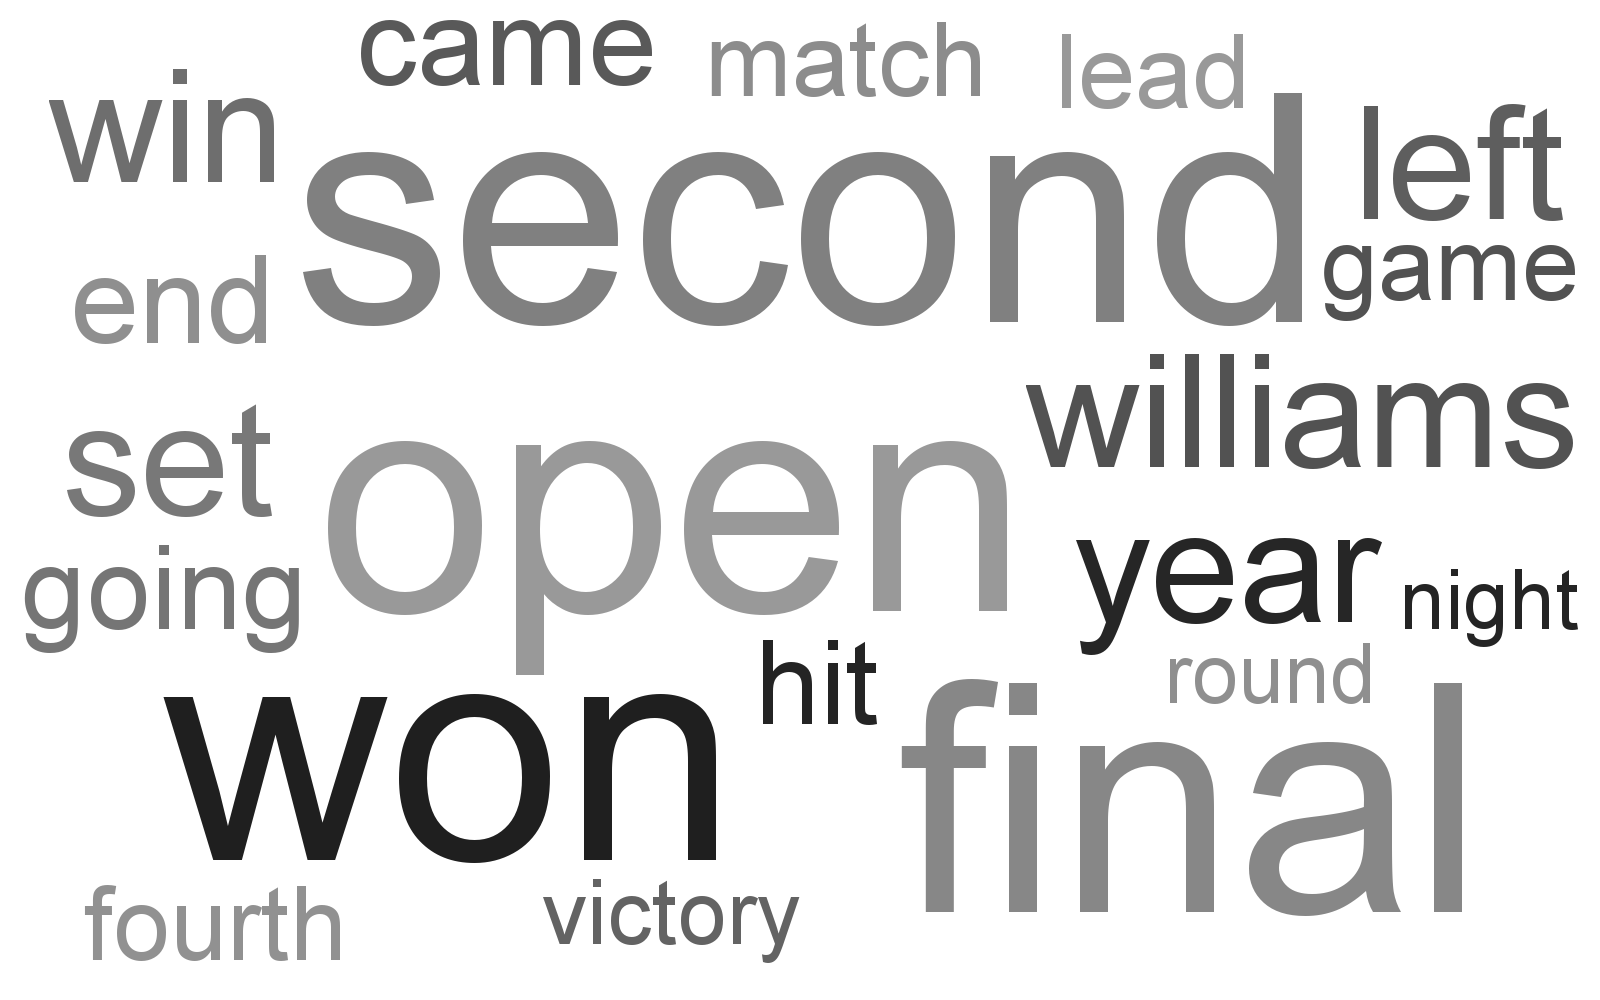 came
match
lead
win
second
left
game
end
williams
set
open
year
night
going
hit
round
won
final
fourth
victory